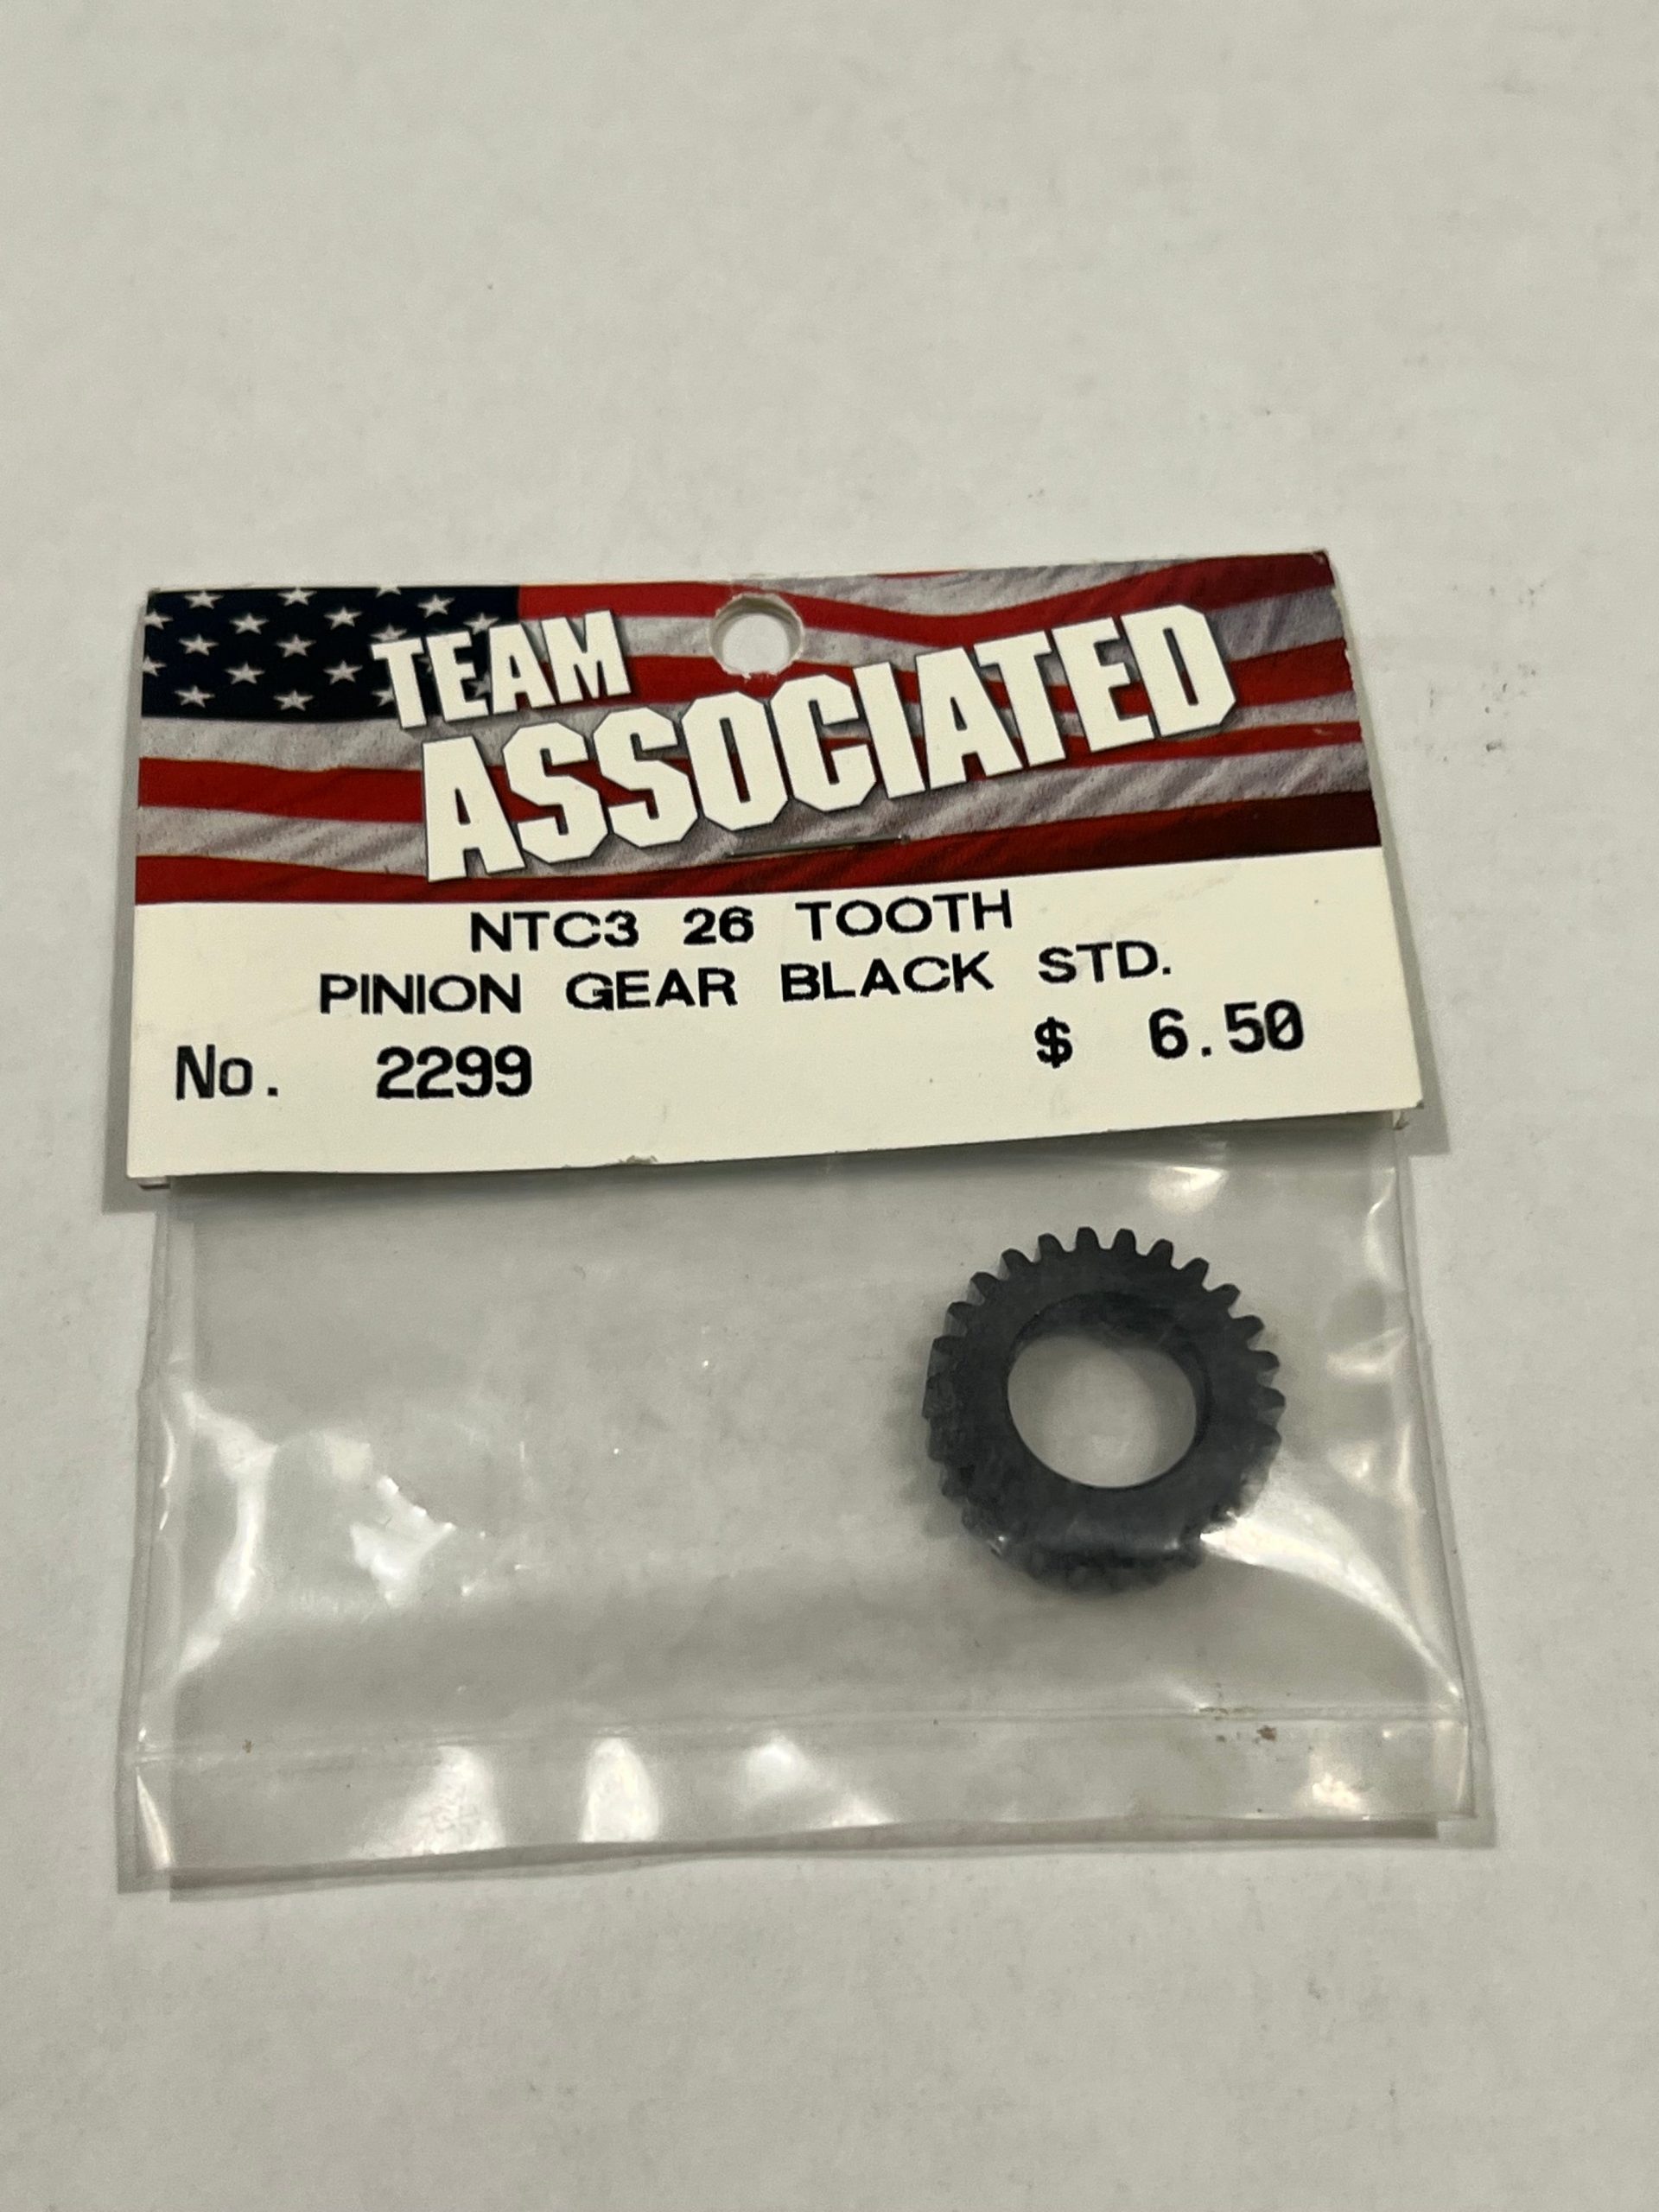 TEAM
ASSOCIATED
NTC3 26 TOOTH
PINION GEAR BLACK STD.
No. 2299 $ 6.50